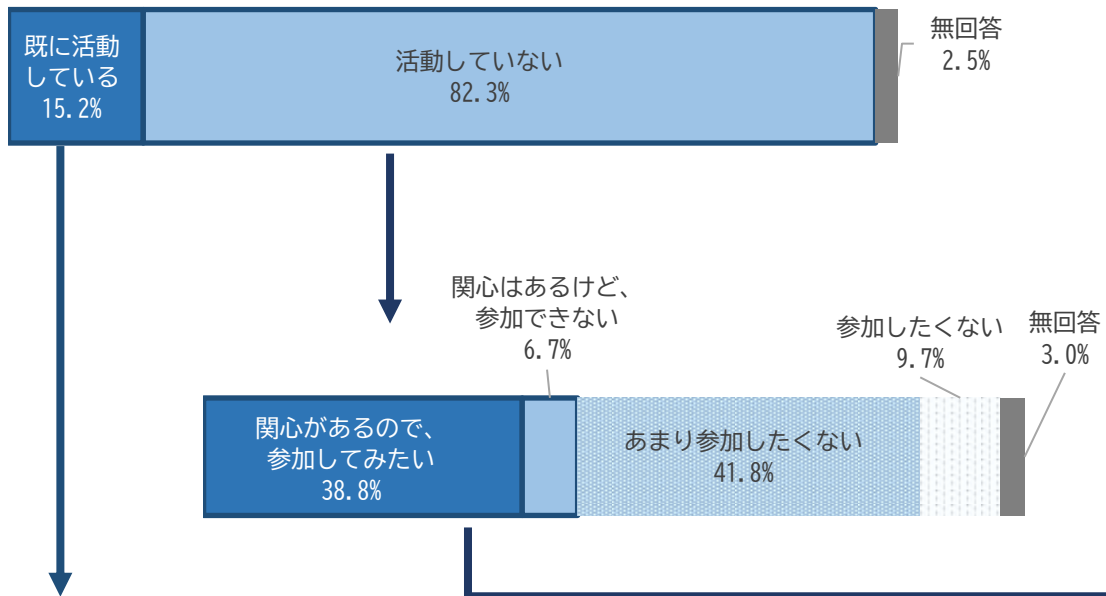 既に活動
している
15.2%
活動していない
82.3%
無回答
2.5%
関心はあるけど、
参加できない
6.7%
参加したくない
9.7%
無回答
3.0%
関心があるので、
参加してみたい
38.8%
あまり参加したくない
41.8%